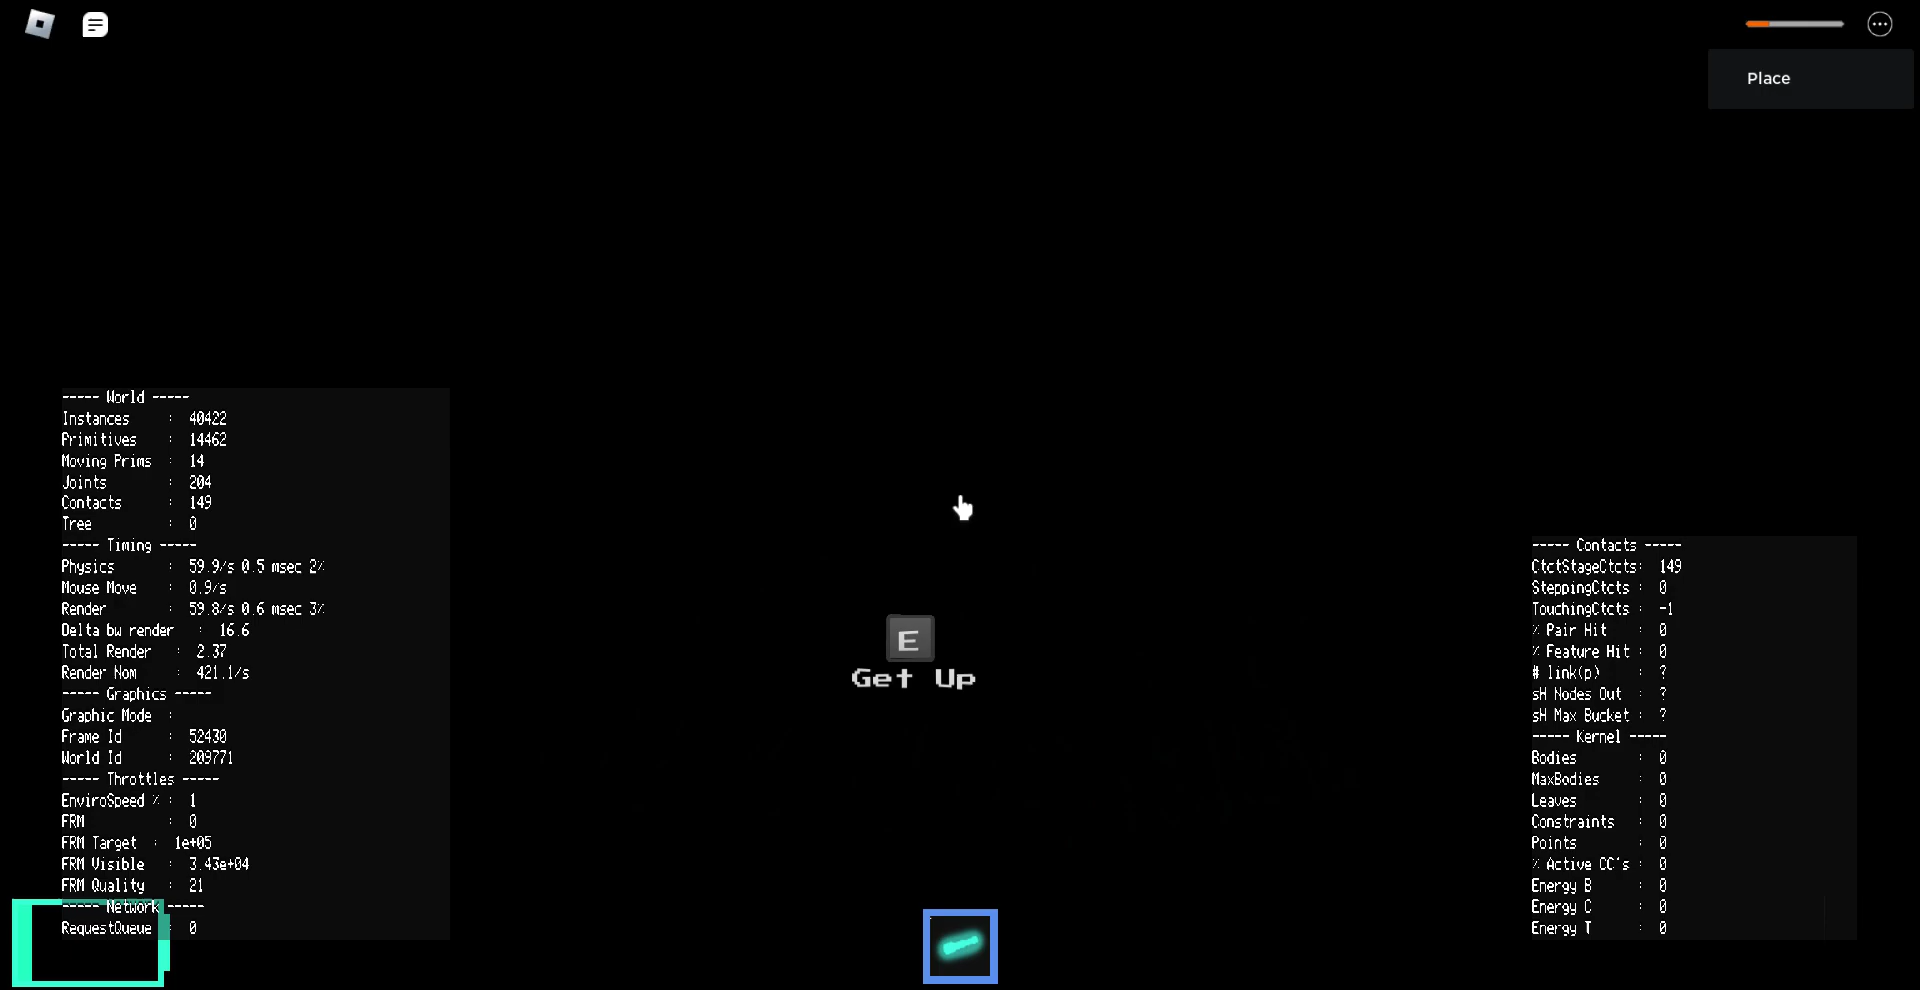 Place
----- World -----
Instances : 40422
Primitives : 14462
Moving Prims : 14
Joints : 204
Contacts : 149
Tree : 0
----- Timing -----
Physics : 59.9/s 0.5 msec 2%
Mouse Move : 0.9/s
Render : 59.8/s 0.6 msec 3%
Delta bw render : 16.6
Total Render : 2.37
Render Nom : 421.1/s
----- Graphics -----
Graphic Mode :
Frame Id : 52430
World Id : 209771
----- Throttles -----
EnviroSpeed % : 1
FRM : 0
FRM Target : 1e+05
FRM Visible : 3.43e+04
FRM Quality : 21
----- Network -----
RequestQueue : 0
E
Get Up
----- Contacts -----
CtctStageCtcts: 149
SteppingCtcts : 0
TouchingCtcts : -1
% Pair Hit : 0
% Feature Hit : 0
# link(p) : ?
sH Nodes Out : ?
sH Max Bucket : ?
----- Kernel -----
Bodies : 0
MaxBodies : 0
Leaves : 0
Constraints : 0
Points : 0
% Active CC's : 0
Energy B : 0
Energy C : 0
Energy T : 0